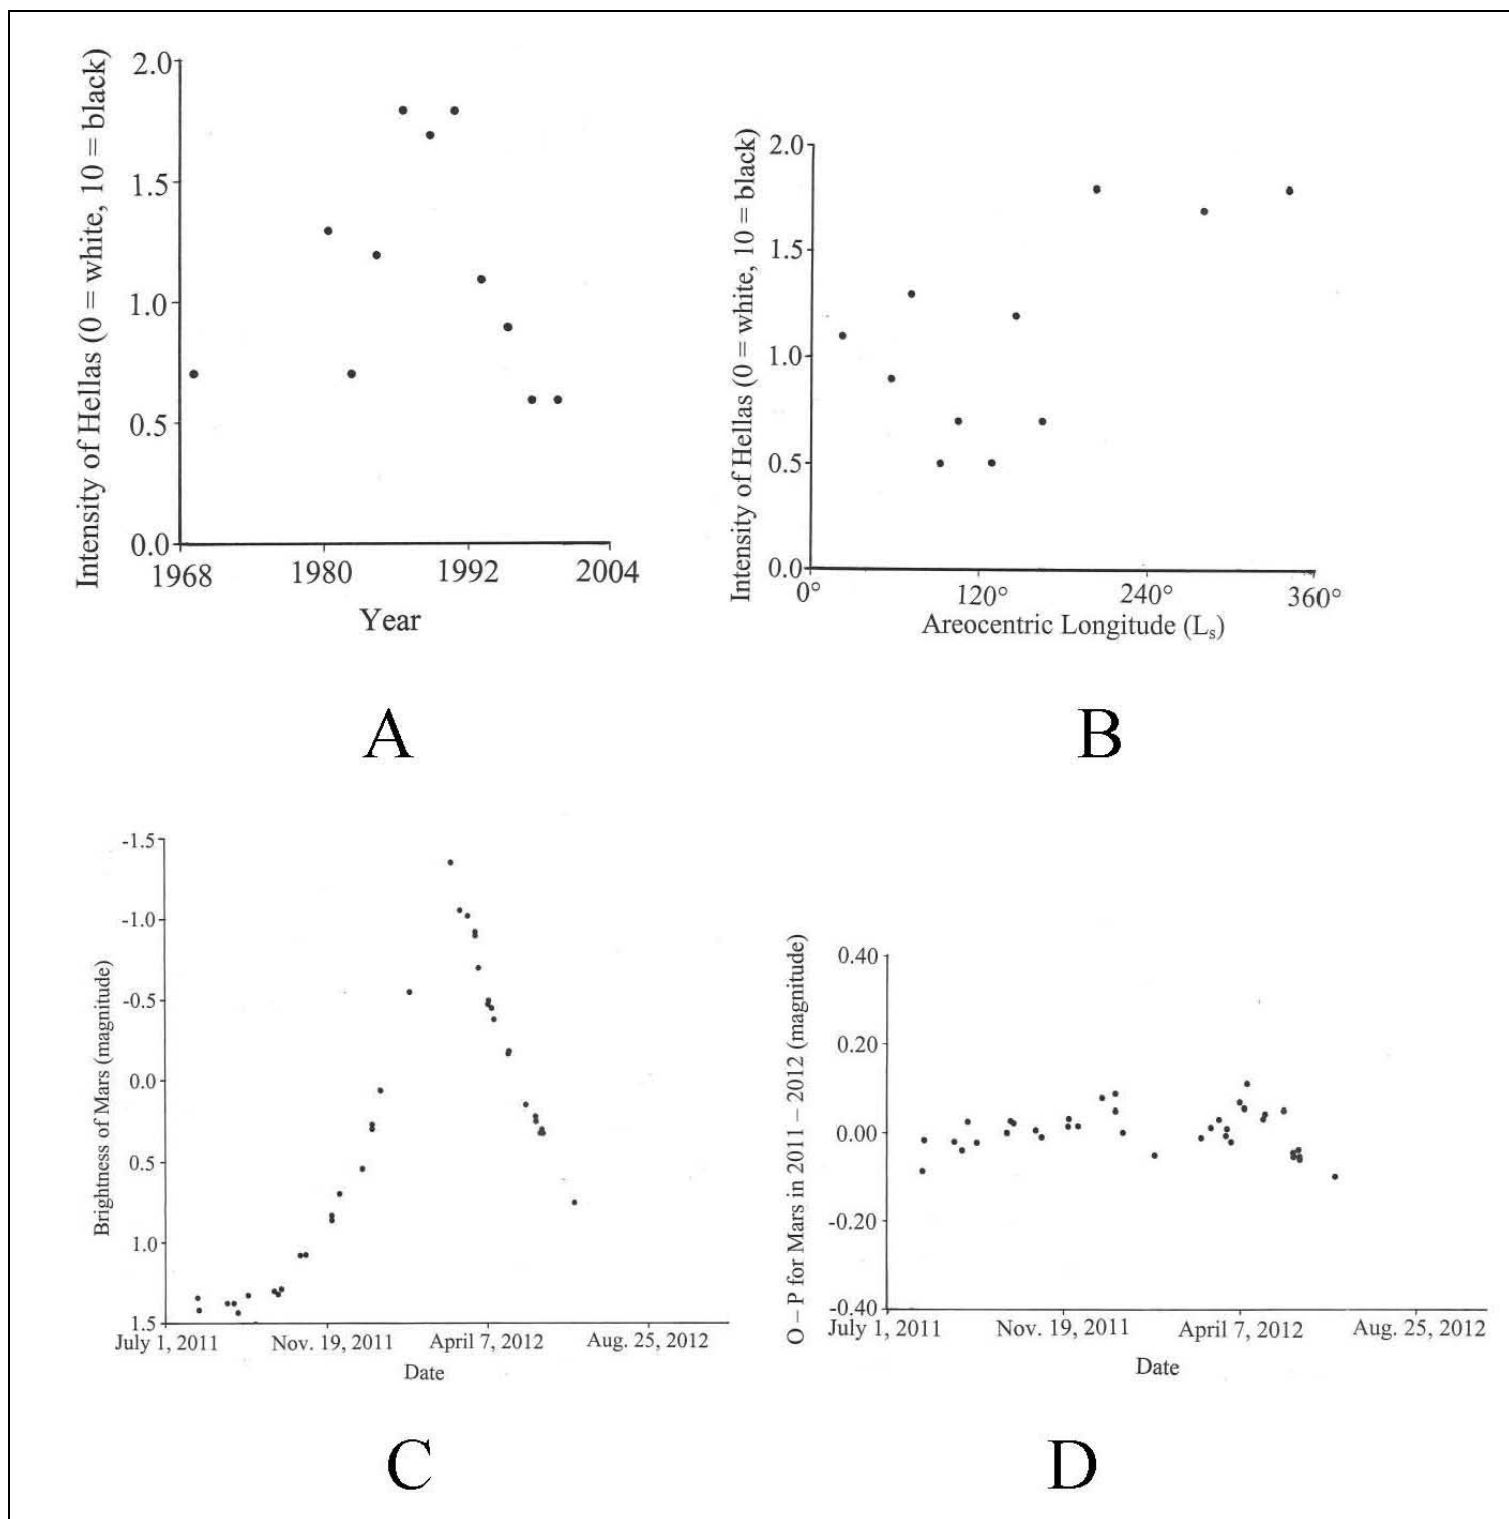 Intensity of Hellas (0 = white, 10 = black)
2.0
1.5
1.0
0.5
0.0
1968
1980
1992
2004
Year
A
Intensity of Hellas (0 = white, 10 = black)
2.0
1.5
1.0
0.5
0.0
0°
120°
240°
360°
Areocentric Longitude (Ls)
B
Brightness of Mars (magnitude)
-1.5
-1.0
-0.5
0.0
0.5
1.0
1.5
July 1, 2011
Nov. 19, 2011
April 7, 2012
Aug. 25, 2012
Date
C
O – P for Mars in 2011 – 2012 (magnitude)
0.40
0.20
0.00
-0.20
-0.40
July 1, 2011
Nov. 19, 2011
April 7, 2012
Aug. 25, 2012
Date
D